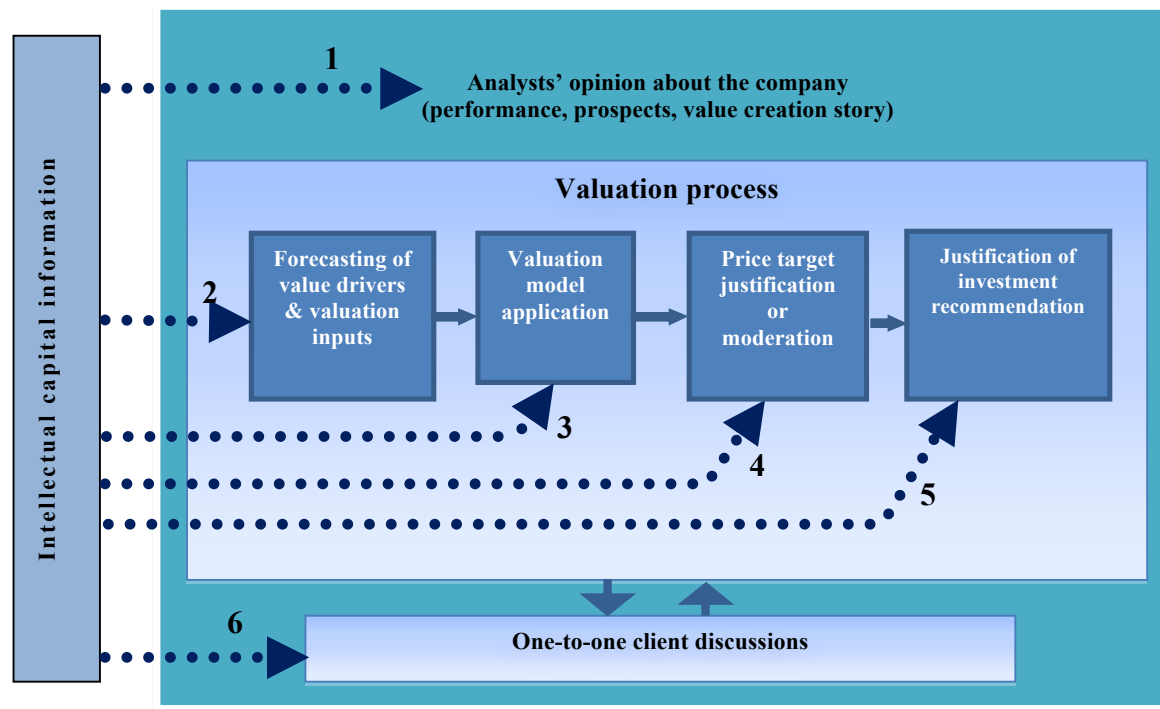 Intellectual capital information
1
Analysts' opinion about the company
(performance, prospects, value creation story)
Valuation process
2
Forecasting of
value drivers
& valuation
inputs
Valuation
model
application
Price target
justification
or
moderation
Justification of
investment
recommendation
3
4
5
6
One-to-one client discussions